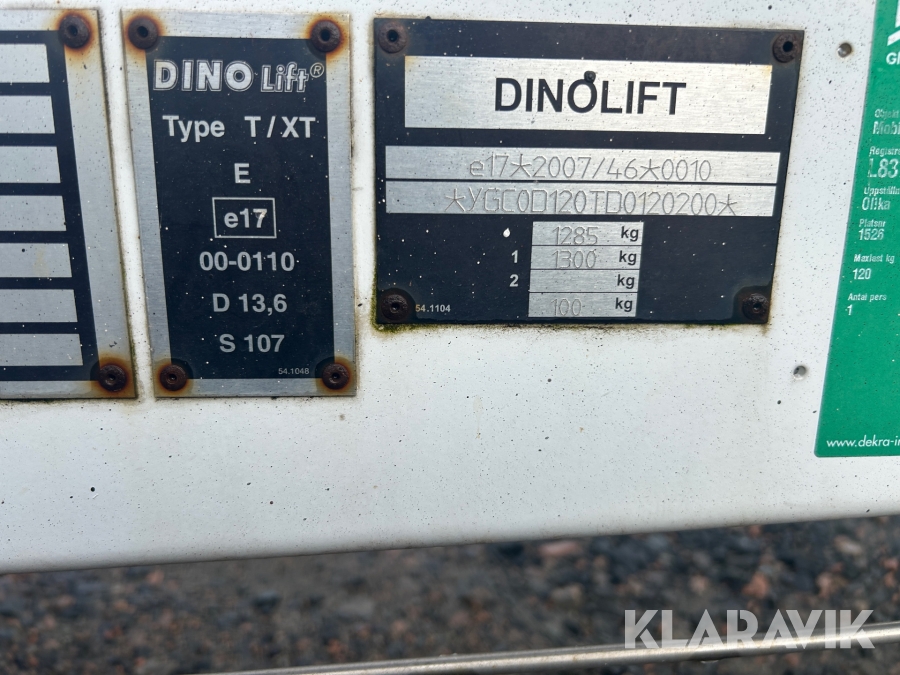 DINO Lift®
Type T/XT
E
e17
00-0110
D 13,6
S 107
54.1048
DINOLIFT
e17*2007/46*0010
*YGC0D120TD0120200*
1285 kg
1 1300 kg
2 kg
100 kg
54.1104
L83
Olika
Platsnr
1526
Maxlast kg
120
Antal pers
1
www.dekra-in
KLARAVIK